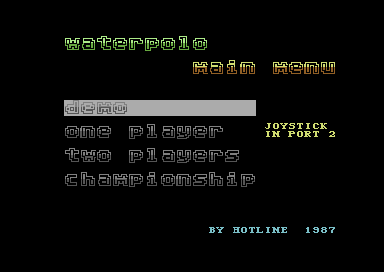 waterpolo
main menu
demo
one player
two players
championship
JOYSTICK
IN PORT 2
BY HOTLINE 1987